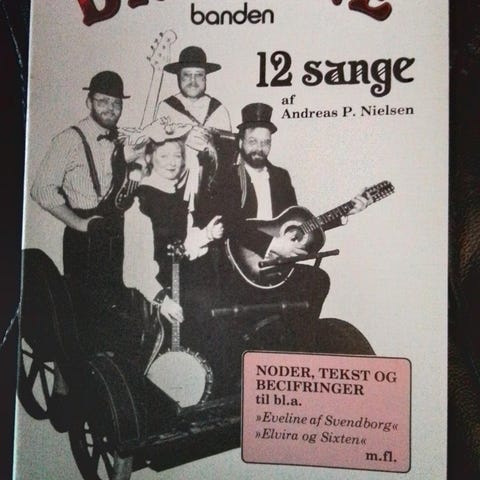 banden
12 sange
af
Andreas P. Nielsen
NODER, TEKST OG
BECIFRINGER
til bl.a.
»Eveline af Svendborg«
»Elvira og Sixten«
m.fl.